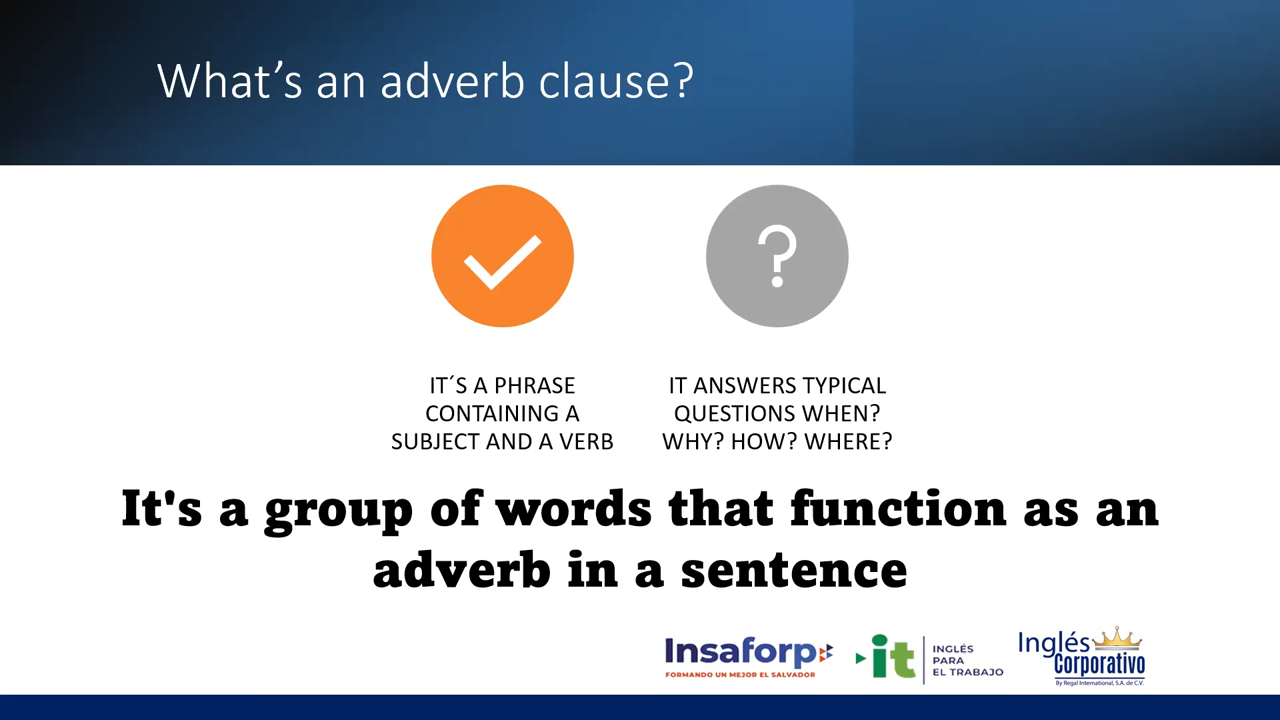 What's an adverb clause?
IT´S A PHRASE
CONTAINING A
SUBJECT AND A VERB
IT ANSWERS TYPICAL
QUESTIONS WHEN?
WHY? HOW? WHERE?
It's a group of words that function as an
adverb in a sentence
Insaforp
FORMANDO UN MEJOR EL SALVADOR
it
INGLÉS
PARA
EL TRABAJO
Inglés
Corporativo
By Regal International, S.A. de C.V.